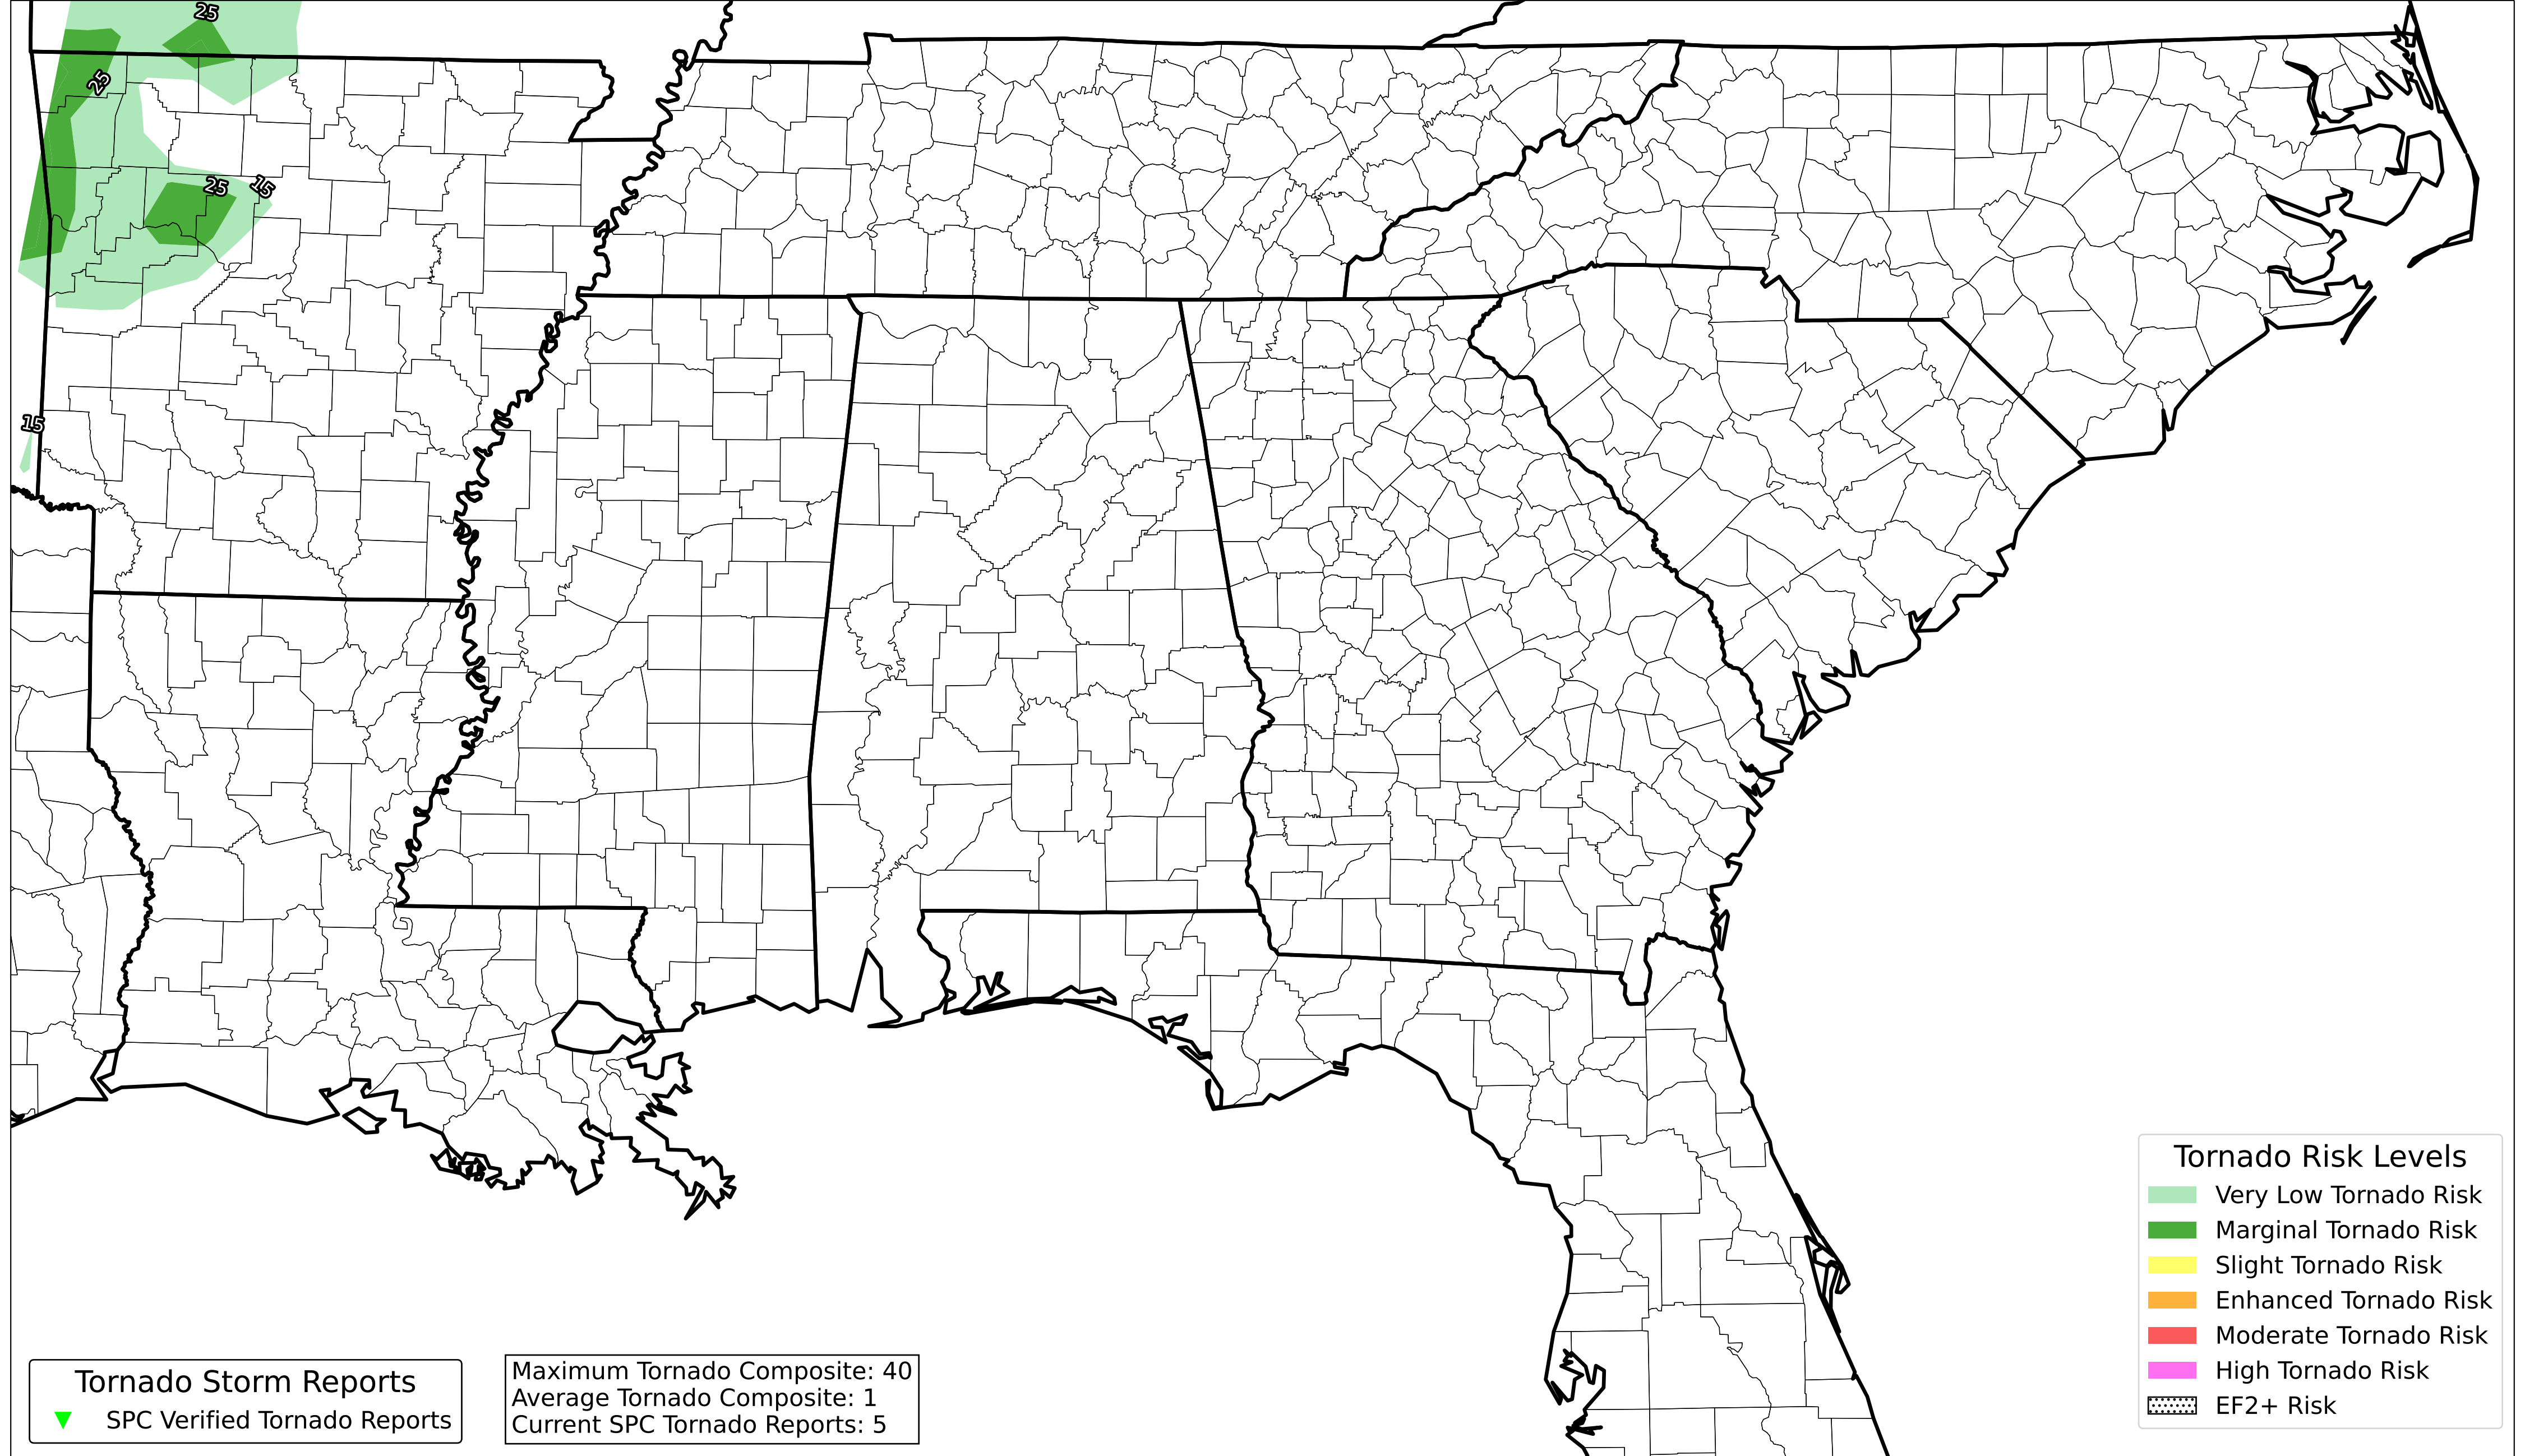 25
25
25
15
15
Tornado Storm Reports
SPC Verified Tornado Reports
Maximum Tornado Composite: 40
Average Tornado Composite: 1
Current SPC Tornado Reports: 5
Tornado Risk Levels
Very Low Tornado Risk
Marginal Tornado Risk
Slight Tornado Risk
Enhanced Tornado Risk
Moderate Tornado Risk
High Tornado Risk
EF2+ Risk